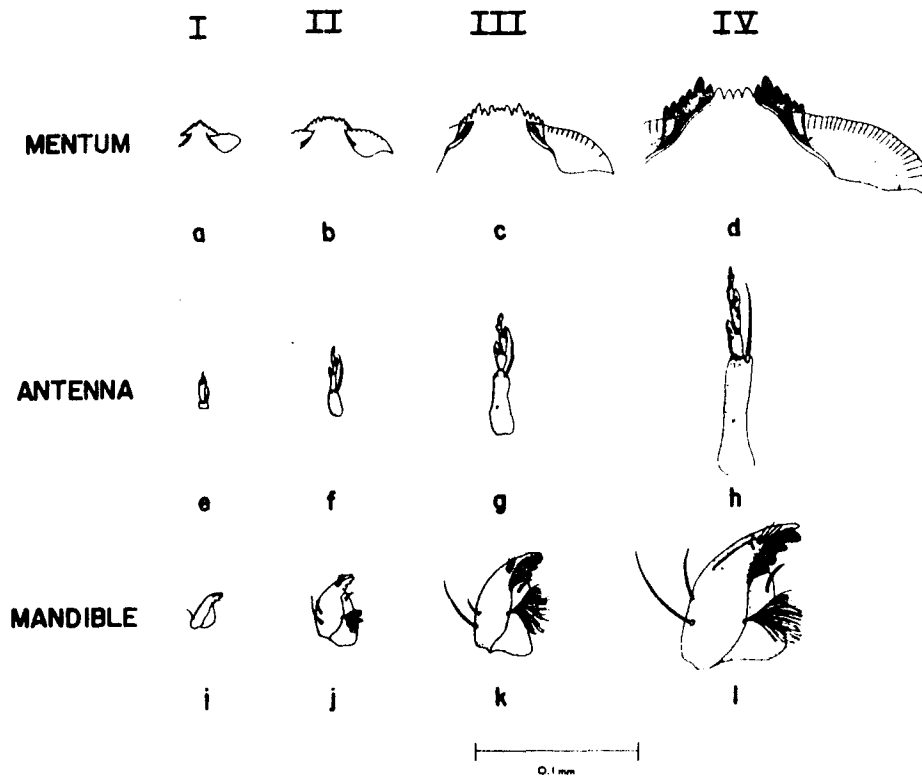 I II III IV
MENTUM
a b c d
ANTENNA
e f g h
MANDIBLE
i j k l
0.1 mm